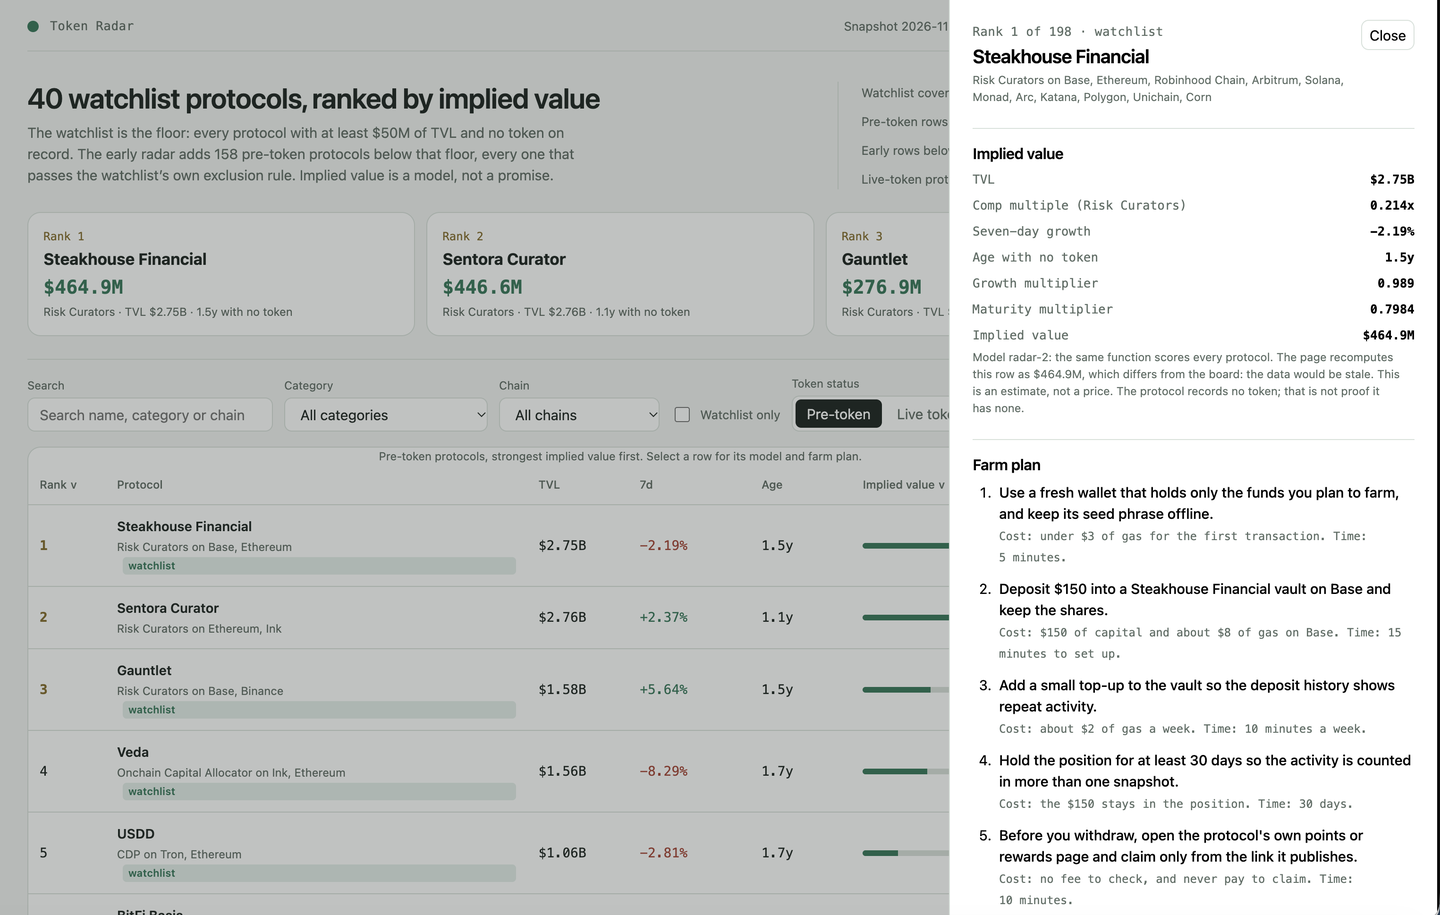 Token Radar
Snapshot 2026-11
40 watchlist protocols, ranked by implied value
The watchlist is the floor: every protocol with at least $50M of TVL and no token on
record. The early radar adds 158 pre-token protocols below that floor, every one that
passes the watchlist's own exclusion rule. Implied value is a model, not a promise.
Watchlist cover
Pre-token rows
Early rows belo
Live-token prot
Rank 1
Steakhouse Financial
$464.9M
Risk Curators · TVL $2.75B · 1.5y with no token
Rank 2
Sentora Curator
$446.6M
Risk Curators · TVL $2.76B · 1.1y with no token
Rank 3
Gauntlet
$276.9M
Risk Curators · TVL
Search
Search name, category or chain
Category
All categories
Chain
All chains
Watchlist only
Token status
Pre-token
Live tok
Pre-token protocols, strongest implied value first. Select a row for its model and farm plan.
Rank v Protocol TVL 7d Age Implied value v
1 Steakhouse Financial $2.75B −2.19% 1.5y
Risk Curators on Base, Ethereum
watchlist
2 Sentora Curator $2.76B +2.37% 1.1y
Risk Curators on Ethereum, Ink
3 Gauntlet $1.58B +5.64% 1.5y
Risk Curators on Base, Binance
watchlist
4 Veda $1.56B −8.29% 1.7y
Onchain Capital Allocator on Ink, Ethereum
watchlist
5 USDD $1.06B −2.81% 1.7y
CDP on Tron, Ethereum
watchlist
Rank 1 of 198 · watchlist
Close
Steakhouse Financial
Risk Curators on Base, Ethereum, Robinhood Chain, Arbitrum, Solana,
Monad, Arc, Katana, Polygon, Unichain, Corn
Implied value
TVL $2.75B
Comp multiple (Risk Curators) 0.214x
Seven-day growth −2.19%
Age with no token 1.5y
Growth multiplier 0.989
Maturity multiplier 0.7984
Implied value $464.9M
Model radar-2: the same function scores every protocol. The page recomputes
this row as $464.9M, which differs from the board: the data would be stale. This
is an estimate, not a price. The protocol records no token; that is not proof it
has none.
Farm plan
1. Use a fresh wallet that holds only the funds you plan to farm,
and keep its seed phrase offline.
Cost: under $3 of gas for the first transaction. Time:
5 minutes.
2. Deposit $150 into a Steakhouse Financial vault on Base and
keep the shares.
Cost: $150 of capital and about $8 of gas on Base. Time: 15
minutes to set up.
3. Add a small top-up to the vault so the deposit history shows
repeat activity.
Cost: about $2 of gas a week. Time: 10 minutes a week.
4. Hold the position for at least 30 days so the activity is counted
in more than one snapshot.
Cost: the $150 stays in the position. Time: 30 days.
5. Before you withdraw, open the protocol's own points or
rewards page and claim only from the link it publishes.
Cost: no fee to check, and never pay to claim. Time:
10 minutes.